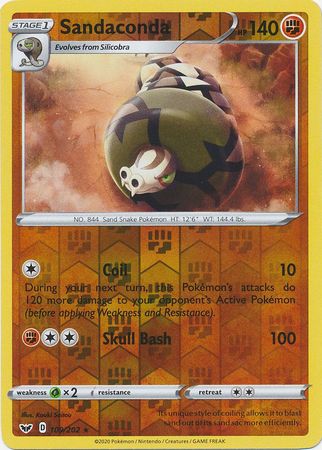 STAGE 1
Sandaconda
HP 140
Evolves from Silicobra
NO. 844 Sand Snake Pokémon HT: 12'6" WT: 144.4 lbs.
Coil 10
During your next turn, this Pokémon's attacks do
120 more damage to your opponent's Active Pokémon
(before applying Weakness and Resistance).
Skull Bash 100
weakness ×2 resistance retreat
Illus. Kouki Saitou
D 109/202 ★
Its unique style of coiling allows it to blast
sand out of its sand sac more efficiently.
©2020 Pokémon / Nintendo / Creatures / GAME FREAK